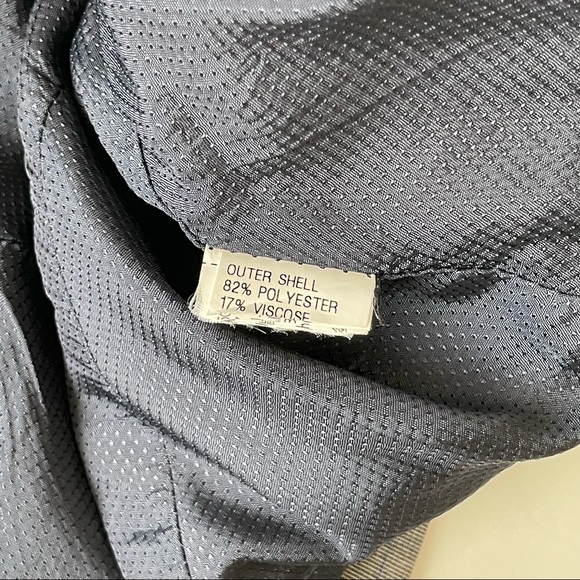 OUTER SHELL
82% POLYESTER
17% VISCOSE